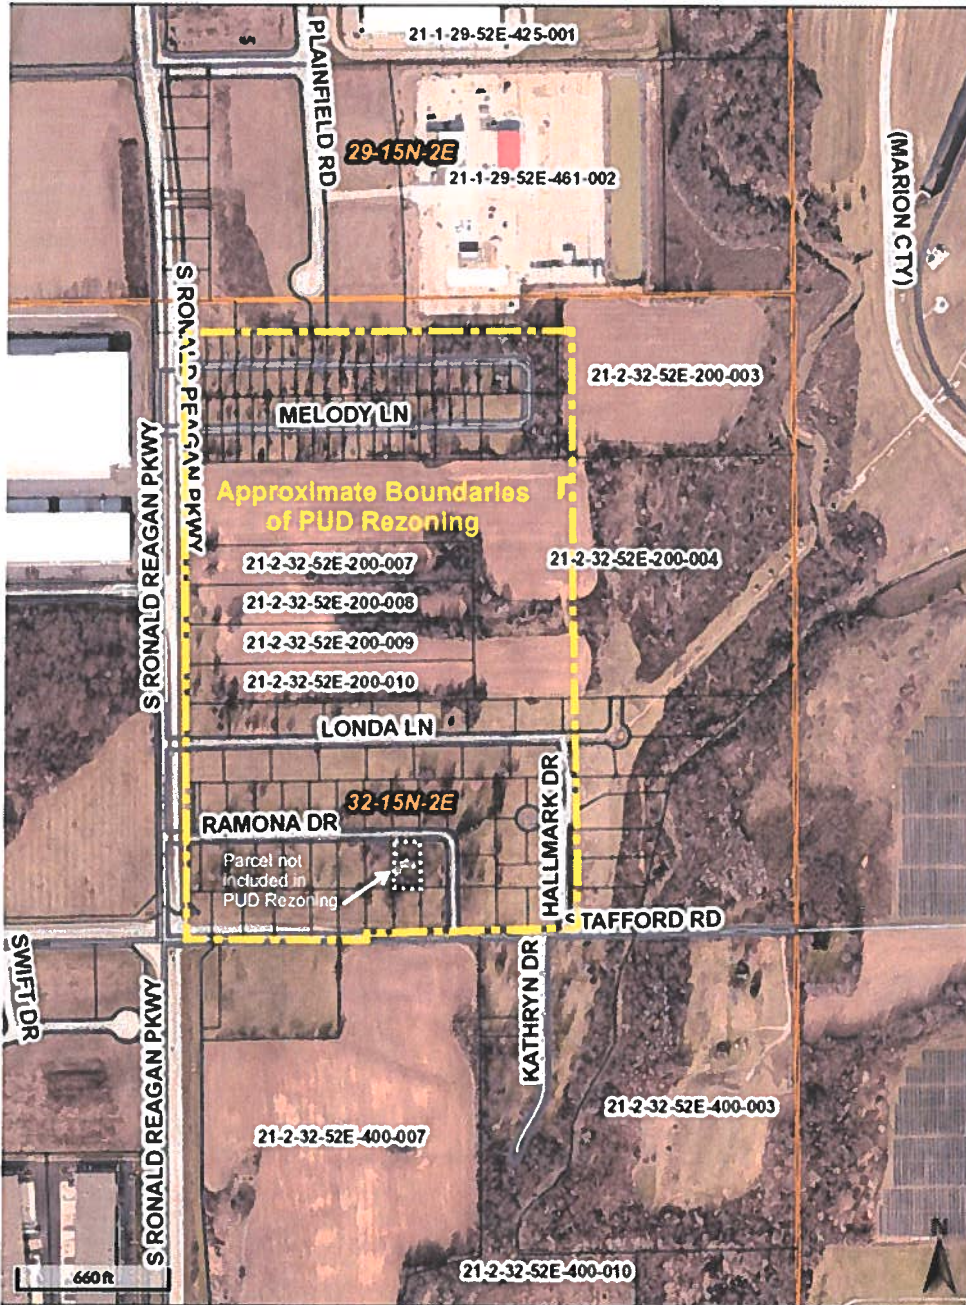 21-1-29-52E-425-001
PLAINFIELD RD
29-15N-2E
21-1-29-52E-461-002
(MARION CTY)
S RONALD REAGAN PKWY
21-2-32-52E-200-003
MELODY LN
S RONALD REAGAN PKWY
Approximate Boundaries
of PUD Rezoning
21-2-32-52E-200-007
21-2-32-52E-200-004
21-2-32-52E-200-008
21-2-32-52E-200-009
21-2-32-52E-200-010
LONDA LN
HALLMARK DR
32-15N-2E
RAMONA DR
Parcel not
included in
PUD Rezoning
STAFFORD RD
SWIFT DR
KATHRYN DR
S RONALD REAGAN PKWY
21-2-32-52E-400-003
21-2-32-52E-400-007
N
660 ft
21-2-32-52E-400-010